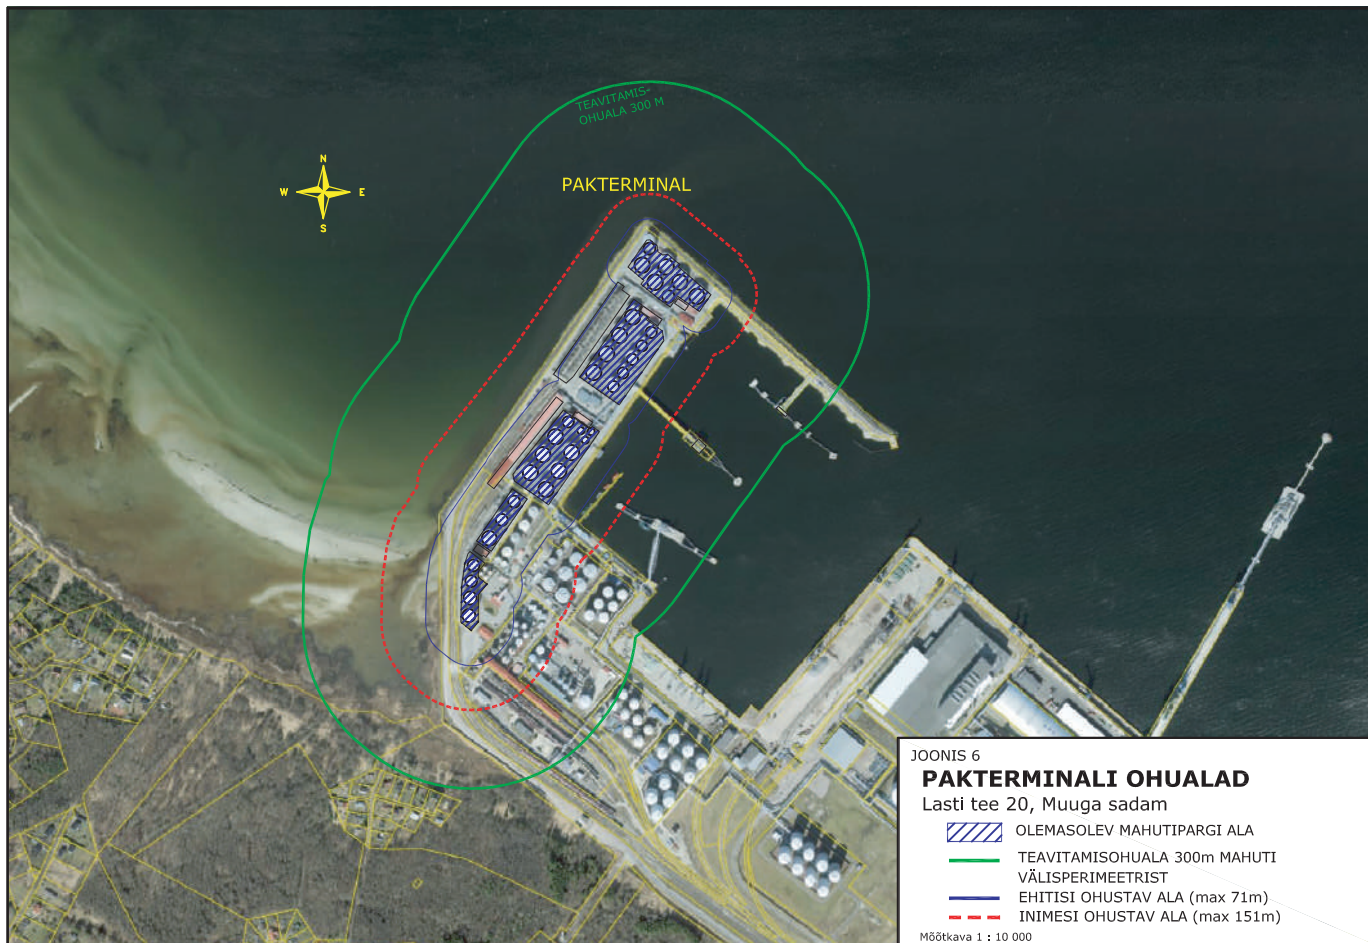 TEAVITAMIS-
OHUALA 300 M
PAKTERMINAL
N
W E
S
JOONIS 6
PAKTERMINALI OHUALAD
Lasti tee 20, Muuga sadam
OLEMASOLEV MAHUTIPARGI ALA
TEAVITAMISOHUALA 300m MAHUTI
VÄLISPERIMEETRIST
EHITISI OHUSTAV ALA (max 71m)
INIMESI OHUSTAV ALA (max 151m)
Mõõtkava 1 : 10 000